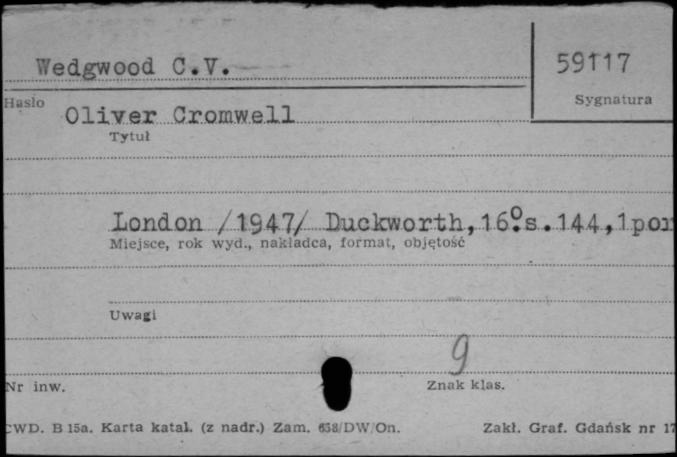 Wedgwood C.V.
59117
Hasło
Sygnatura
Oliver Cromwell
Tytuł
London /1947/ Duckworth,16°.s.144,1por
Miejsce, rok wyd., nakładca, format, objętość
Uwagi
9
Nr inw.
Znak klas.
CWD. B 15a. Karta katal. (z nadr.) Zam. 658/DW/On.
Zakł. Graf. Gdańsk nr 17